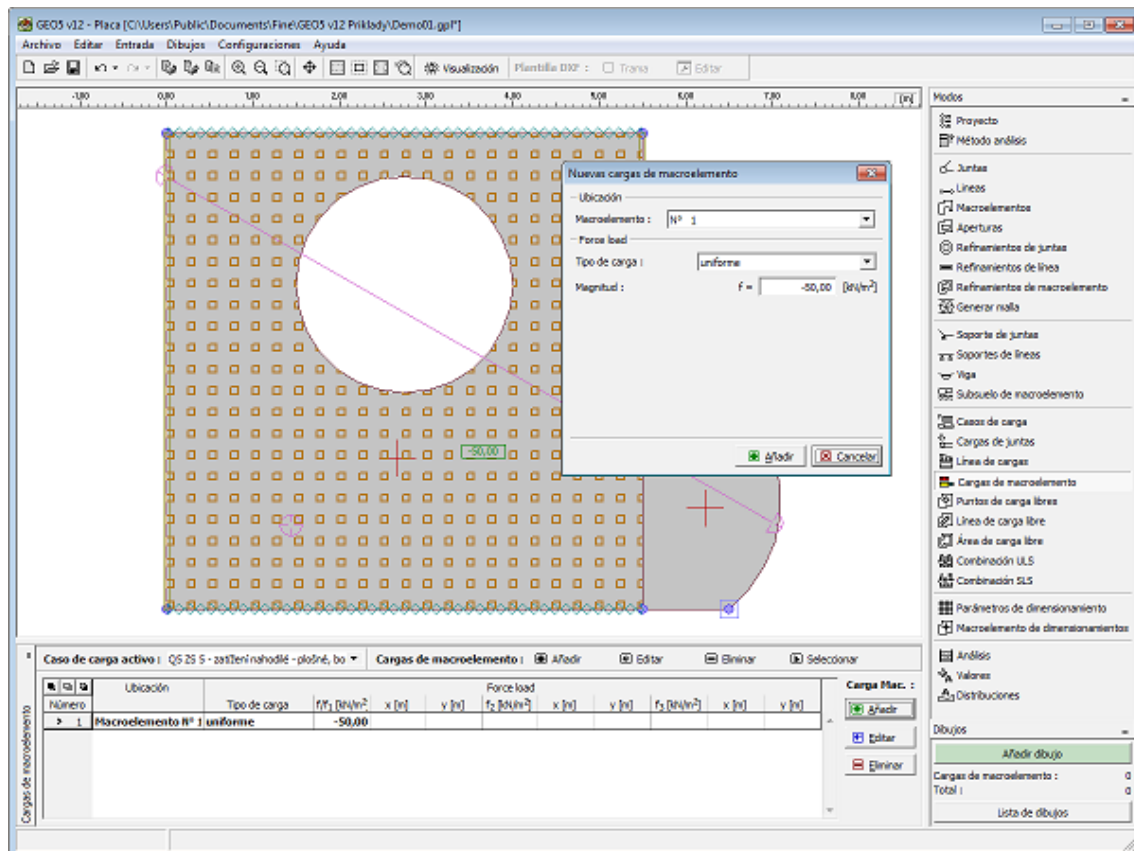 GEO5 v12 - Placa [C:\Users\Public\Documents\Fine\GEO5 v12 Priklady\Demo01.gpl*]
Archivo Editar Entrada Dibujos Configuraciones Ayuda
Visualización Plantilla DXF : Trama Editar
-1,00 0,00 1,00 2,00 3,00 4,00 5,00 6,00 7,00 8,00 [m]
Nuevas cargas de macroelemento
Ubicación
Macroelemento : Nº 1
Force load
Tipo de carga : uniforme
Magnitud : f = -50,00 [kN/m²]
Añadir Cancelar
-50,00
Modos
Proyecto
Método análisis
Juntas
Lineas
Macroelementos
Aperturas
Refinamientos de juntas
Refinamientos de línea
Refinamientos de macroelemento
Generar malla
Soporte de juntas
Soportes de líneas
Viga
Subsuelo de macroelemento
Casos de carga
Cargas de juntas
Línea de cargas
Cargas de macroelemento
Puntos de carga libres
Línea de carga libre
Área de carga libre
Combinación ULS
Combinación SLS
Parámetros de dimensionamiento
Macroelemento de dimensionamientos
Análisis
Valores
Distribuciones
Dibujos
Añadir dibujo
Cargas de macroelemento : 0
Total : 0
Lista de dibujos
Caso de carga activo : QS ZS 5 - zatížení nahodilé - plošné, bo Cargas de macroelemento : Añadir Editar Eliminar Seleccionar
Ubicación Force load
Número Tipo de carga f/f₁ [kN/m²] x [m] y [m] f₂ [kN/m²] x [m] y [m] f₃ [kN/m²] x [m] y [m]
> 1 Macroelemento Nº 1 uniforme -50,00
Carga Mac. :
Añadir
Editar
Eliminar
Cargas de macroelemento